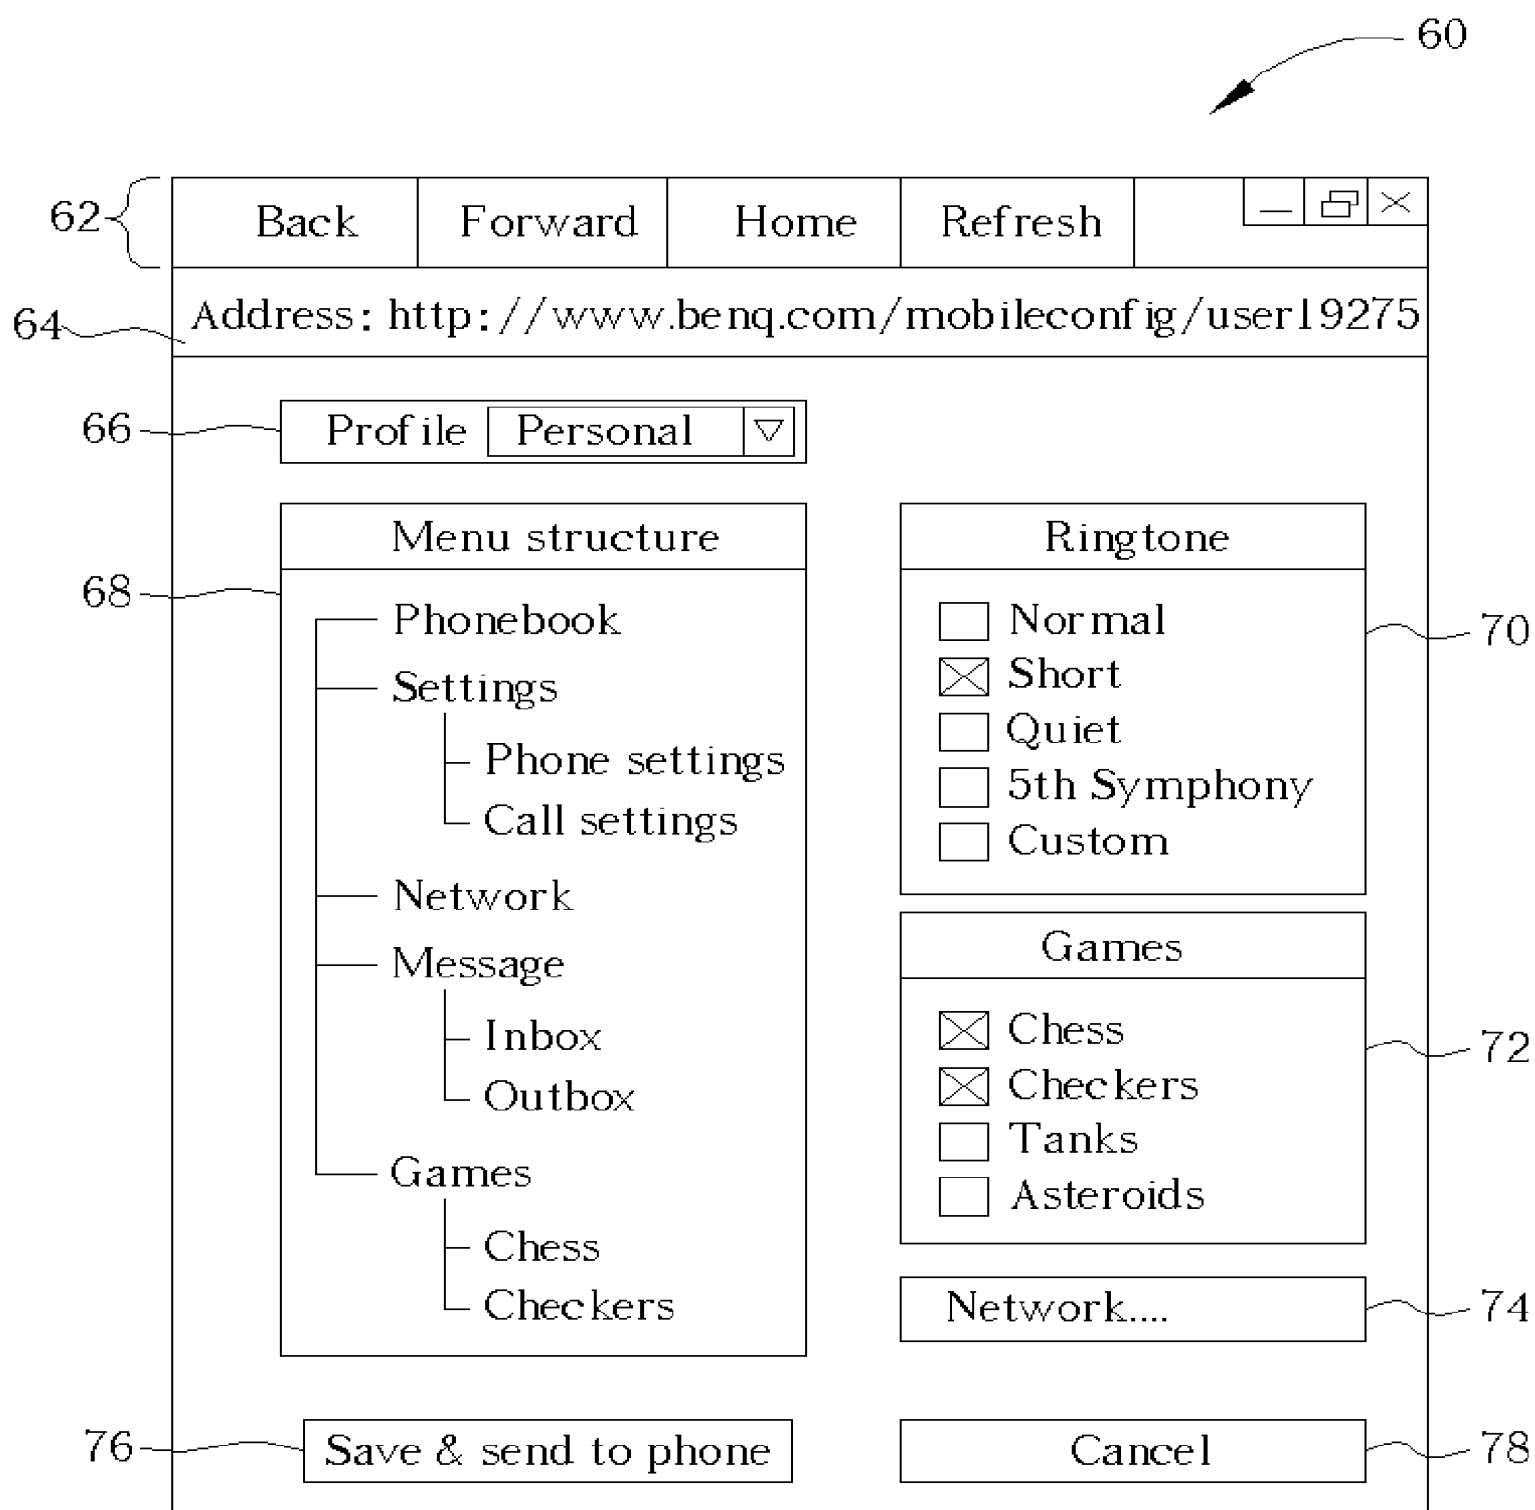 60
62
Back Forward Home Refresh
64
Address: http://www.benq.com/mobileconfig/user19275
66
Profile Personal
Menu structure
68
Phonebook
Settings
Phone settings
Call settings
Network
Message
Inbox
Outbox
Games
Chess
Checkers
Ringtone
70
Normal
Short
Quiet
5th Symphony
Custom
Games
72
Chess
Checkers
Tanks
Asteroids
Network....
74
76
Save & send to phone
Cancel
78